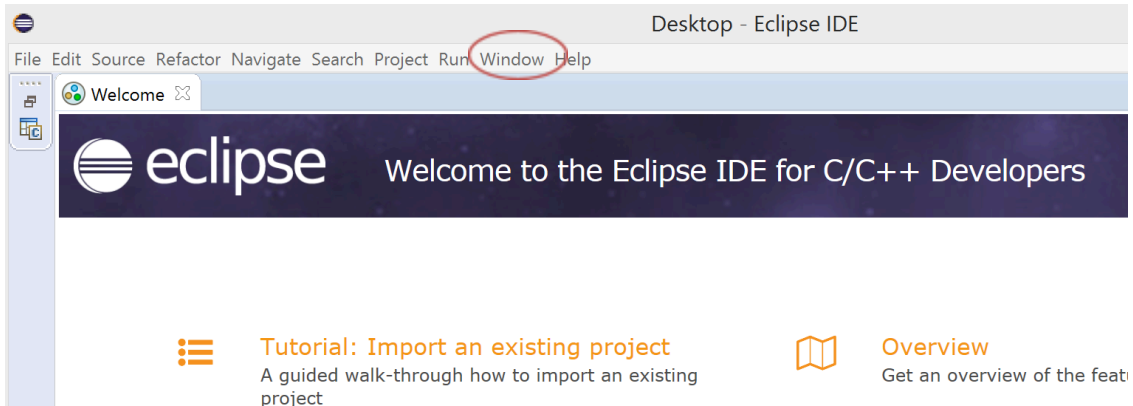 Desktop - Eclipse IDE
File Edit Source Refactor Navigate Search Project Run Window Help
Welcome
eclipse Welcome to the Eclipse IDE for C/C++ Developers
Tutorial: Import an existing project
A guided walk-through how to import an existing
project
Overview
Get an overview of the